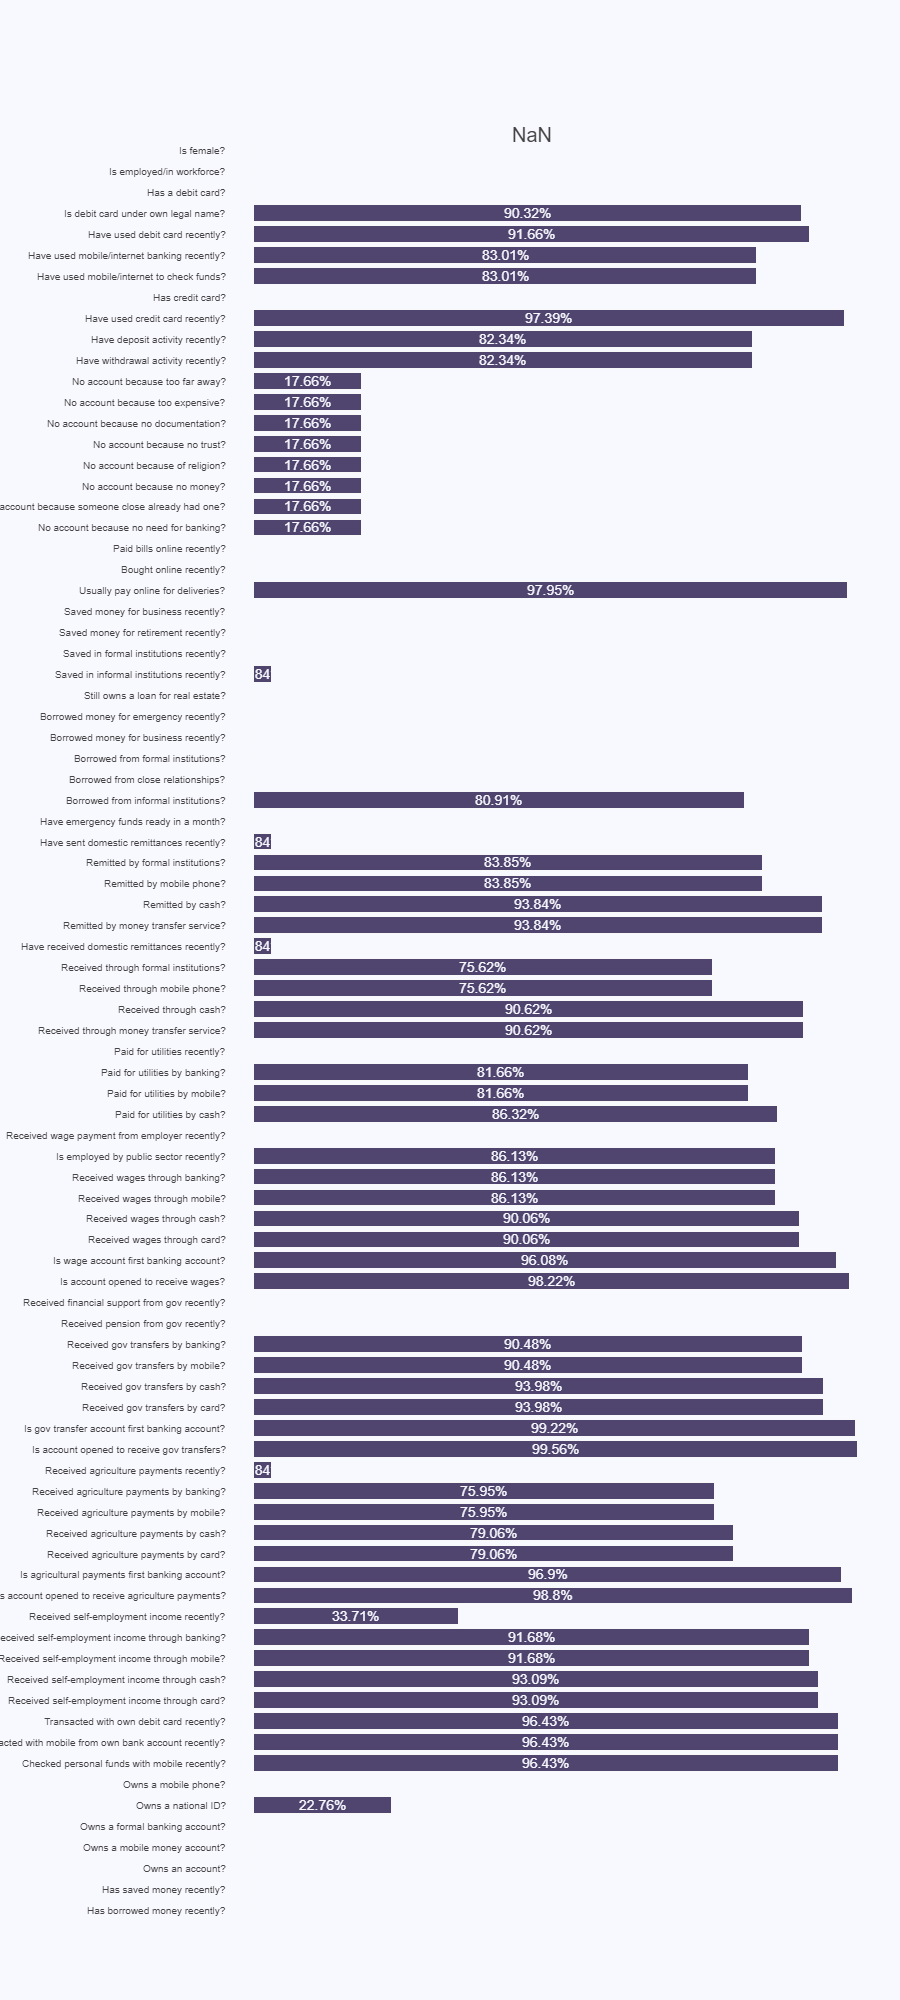 NaN
Is female?
Is employed/in workforce?
Has a debit card?
Is debit card under own legal name? 90.32%
Have used debit card recently? 91.66%
Have used mobile/internet banking recently? 83.01%
Have used mobile/internet to check funds? 83.01%
Has credit card?
Have used credit card recently? 97.39%
Have deposit activity recently? 82.34%
Have withdrawal activity recently? 82.34%
No account because too far away? 17.66%
No account because too expensive? 17.66%
No account because no documentation? 17.66%
No account because no trust? 17.66%
No account because of religion? 17.66%
No account because no money? 17.66%
account because someone close already had one? 17.66%
No account because no need for banking? 17.66%
Paid bills online recently?
Bought online recently?
Usually pay online for deliveries? 97.95%
Saved money for business recently?
Saved money for retirement recently?
Saved in formal institutions recently?
Saved in informal institutions recently? 84
Still owns a loan for real estate?
Borrowed money for emergency recently?
Borrowed money for business recently?
Borrowed from formal institutions?
Borrowed from close relationships?
Borrowed from informal institutions? 80.91%
Have emergency funds ready in a month?
Have sent domestic remittances recently? 84
Remitted by formal institutions? 83.85%
Remitted by mobile phone? 83.85%
Remitted by cash? 93.84%
Remitted by money transfer service? 93.84%
Have received domestic remittances recently? 84
Received through formal institutions? 75.62%
Received through mobile phone? 75.62%
Received through cash? 90.62%
Received through money transfer service? 90.62%
Paid for utilities recently?
Paid for utilities by banking? 81.66%
Paid for utilities by mobile? 81.66%
Paid for utilities by cash? 86.32%
Received wage payment from employer recently?
Is employed by public sector recently? 86.13%
Received wages through banking? 86.13%
Received wages through mobile? 86.13%
Received wages through cash? 90.06%
Received wages through card? 90.06%
Is wage account first banking account? 96.08%
Is account opened to receive wages? 98.22%
Received financial support from gov recently?
Received pension from gov recently?
Received gov transfers by banking? 90.48%
Received gov transfers by mobile? 90.48%
Received gov transfers by cash? 93.98%
Received gov transfers by card? 93.98%
Is gov transfer account first banking account? 99.22%
Is account opened to receive gov transfers? 99.56%
Received agriculture payments recently? 84
Received agriculture payments by banking? 75.95%
Received agriculture payments by mobile? 75.95%
Received agriculture payments by cash? 79.06%
Received agriculture payments by card? 79.06%
Is agricultural payments first banking account? 96.9%
s account opened to receive agriculture payments? 98.8%
Received self-employment income recently? 33.71%
eceived self-employment income through banking? 91.68%
Received self-employment income through mobile? 91.68%
Received self-employment income through cash? 93.09%
Received self-employment income through card? 93.09%
Transacted with own debit card recently? 96.43%
acted with mobile from own bank account recently? 96.43%
Checked personal funds with mobile recently? 96.43%
Owns a mobile phone?
Owns a national ID? 22.76%
Owns a formal banking account?
Owns a mobile money account?
Owns an account?
Has saved money recently?
Has borrowed money recently?